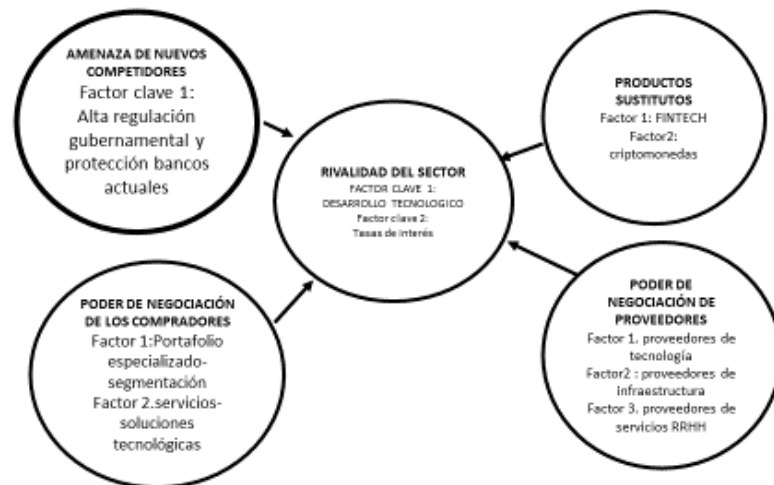 AMENAZA DE NUEVOS
COMPETIDORES
Factor clave 1:
Alta regulación
gubernamental y
protección bancos
actuales
PRODUCTOS
SUSTITUTOS
Factor 1: FINTECH
Factor2:
criptomonedas
RIVALIDAD DEL SECTOR
FACTOR CLAVE 1:
DESARROLLO TECNOLOGICO
Factor clave 2:
Tasas de interés
PODER DE NEGOCIACIÓN
DE LOS COMPRADORES
Factor 1:Portafolio
especializado-
segmentación
Factor 2.servicios-
soluciones
tecnológicas
PODER DE
NEGOCIACIÓN DE
PROVEEDORES
Factor 1. proveedores de
tecnología
Factor2 : proveedores de
infraestructura
Factor 3. proveedores de
servicios RRHH